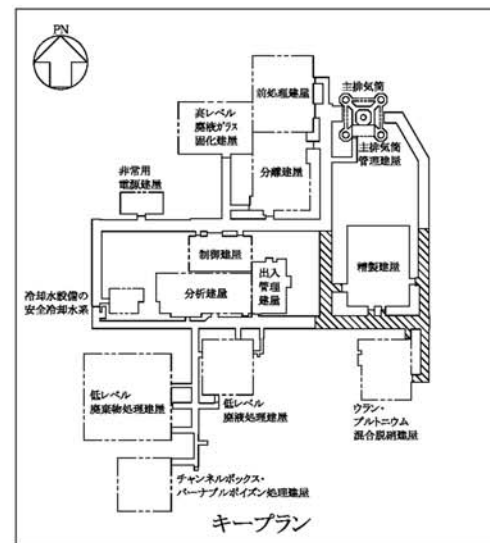 PN
前処理建屋
主排気筒
高レベル
廃液ガラス
固化建屋
主排気筒
管理建屋
分離建屋
非常用
電源建屋
制御建屋
精製建屋
出入
管理
建屋
分析建屋
冷却水設備の
安全冷却水系
低レベル
廃棄物処理建屋
低レベル
廃液処理建屋
ウラン・
プルトニウム
混合脱硝建屋
チャンネルボックス・
バーナブルポイズン処理建屋
キープラン